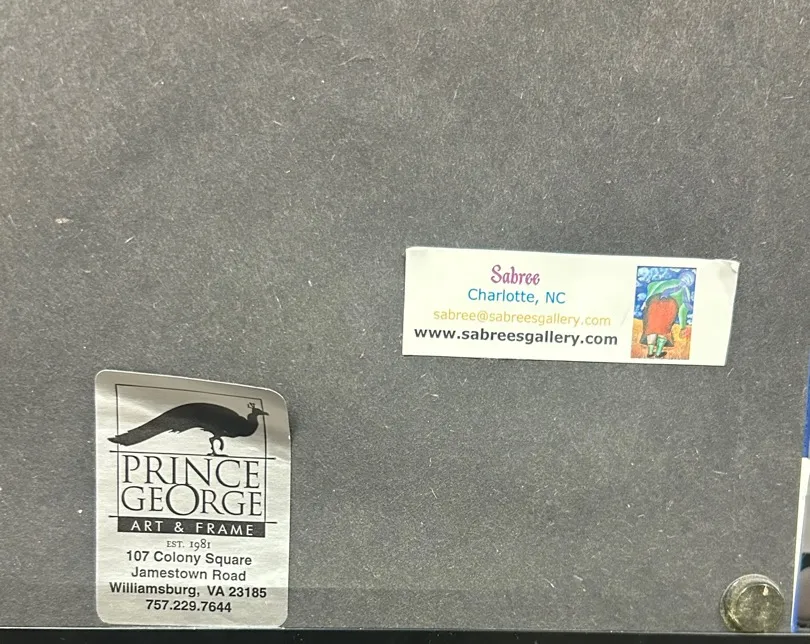 Sabree
Charlotte, NC
sabree@sabreesgallery.com
www.sabreesgallery.com
PRINCE
GEORGE
ART & FRAME
EST. 1981
107 Colony Square
Jamestown Road
Williamsburg, VA 23185
757.229.7644